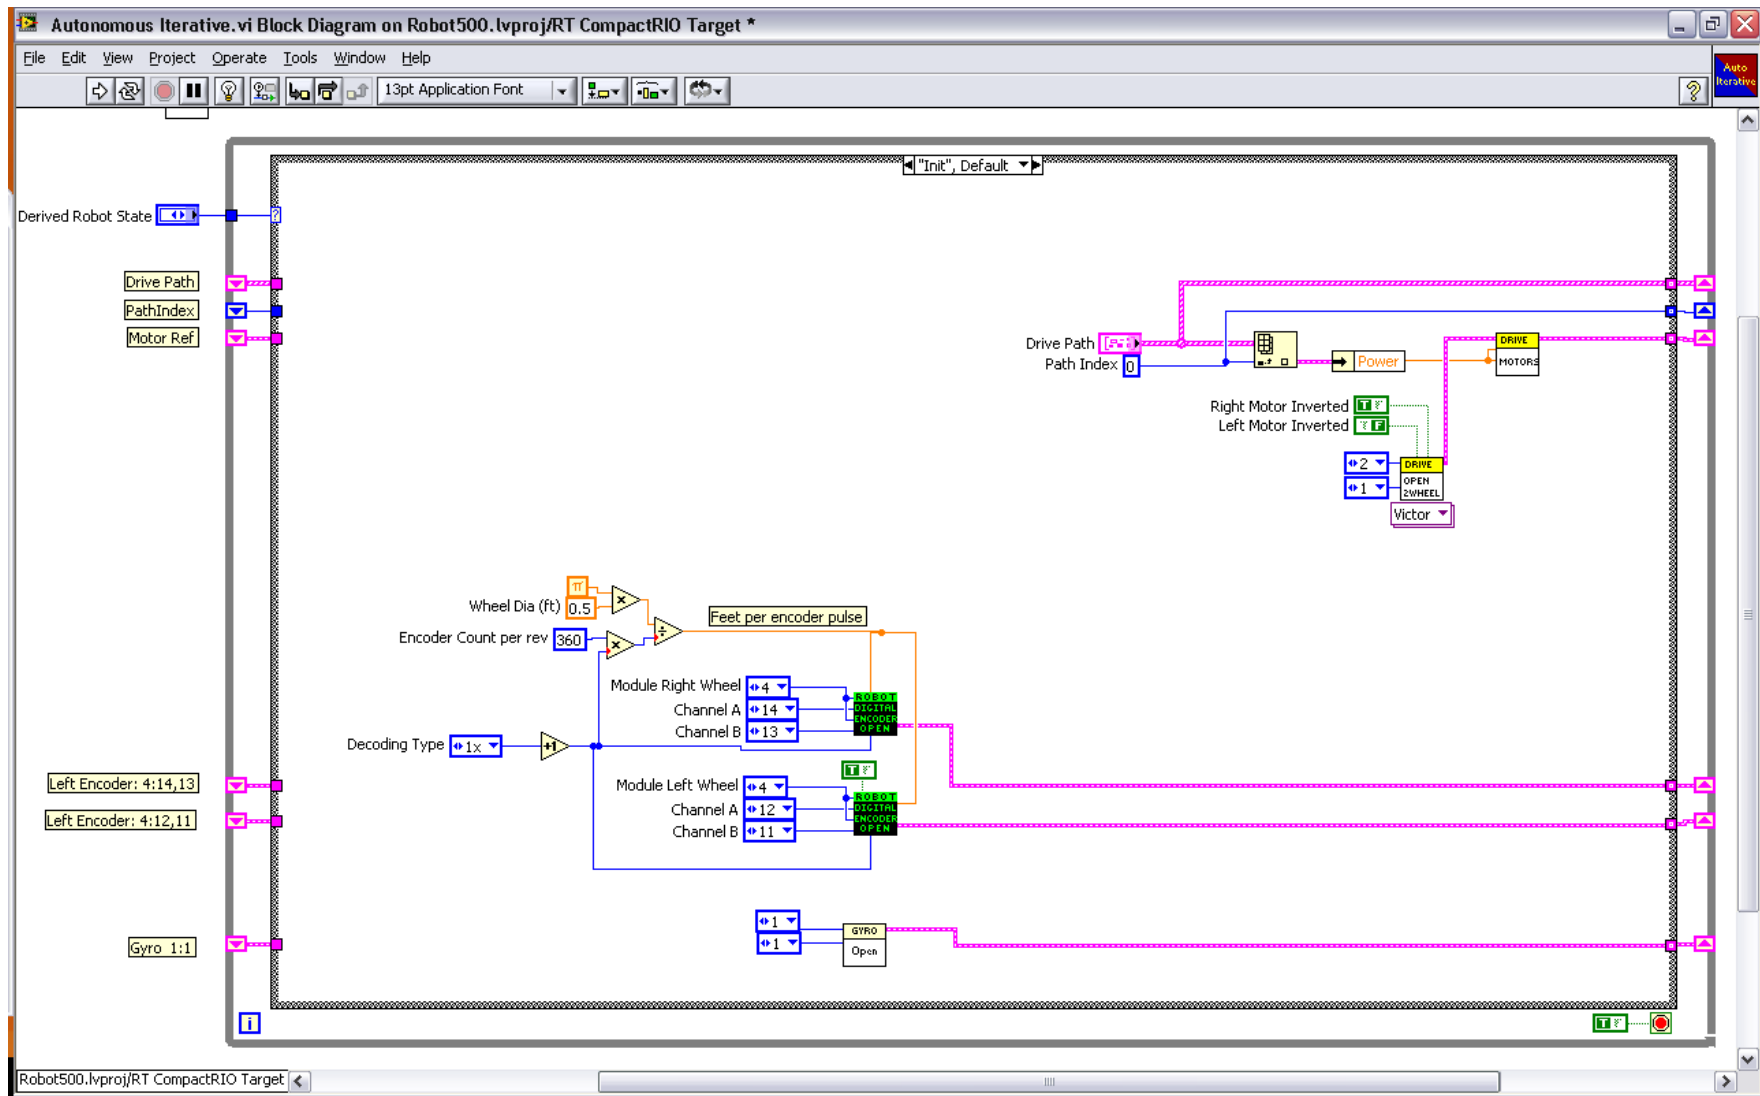 Autonomous Iterative.vi Block Diagram on Robot500.lvproj/RT CompactRIO Target *
File Edit View Project Operate Tools Window Help
13pt Application Font
?
Auto
Iterative
"Init", Default
Derived Robot State
?
Drive Path
PathIndex
Motor Ref
Drive Path
Path Index 0
Power
DRIVE
MOTORS
Right Motor Inverted T
Left Motor Inverted F
2
1
DRIVE
OPEN
2WHEEL
Victor
π
Wheel Dia (ft) 0.5
×
Encoder Count per rev 360
×
÷
Feet per encoder pulse
Module Right Wheel 4
Channel A 14
Channel B 13
ROBOT
DIGITAL
ENCODER
OPEN
Decoding Type 1x
+1
T
Module Left Wheel 4
Channel A 12
Channel B 11
ROBOT
DIGITAL
ENCODER
OPEN
Left Encoder: 4:14,13
Left Encoder: 4:12,11
Gyro 1:1
1
1
GYRO
Open
i
T
Robot500.lvproj/RT CompactRIO Target